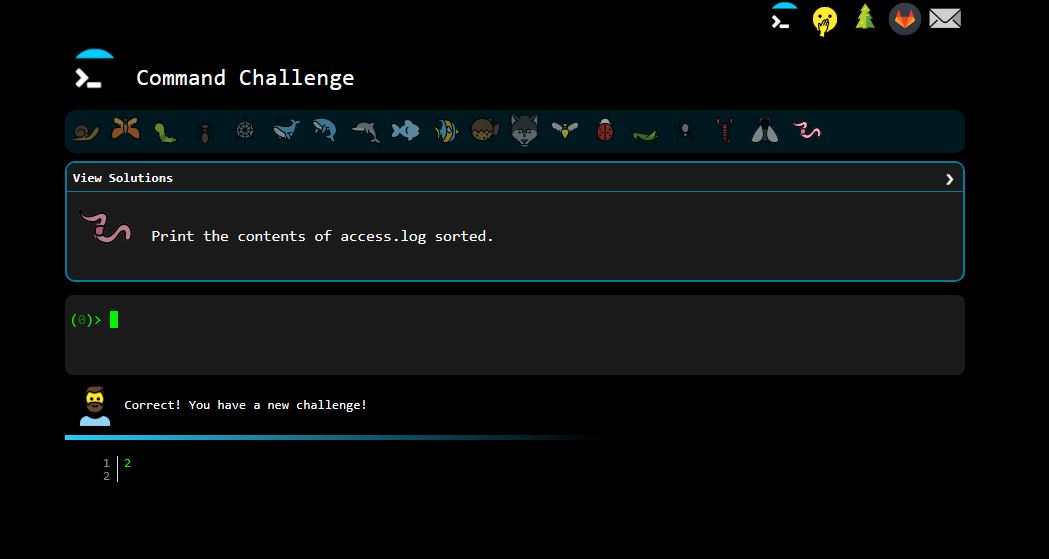 Command Challenge
View Solutions
Print the contents of access.log sorted.
(0)>
Correct! You have a new challenge!
1 2
2